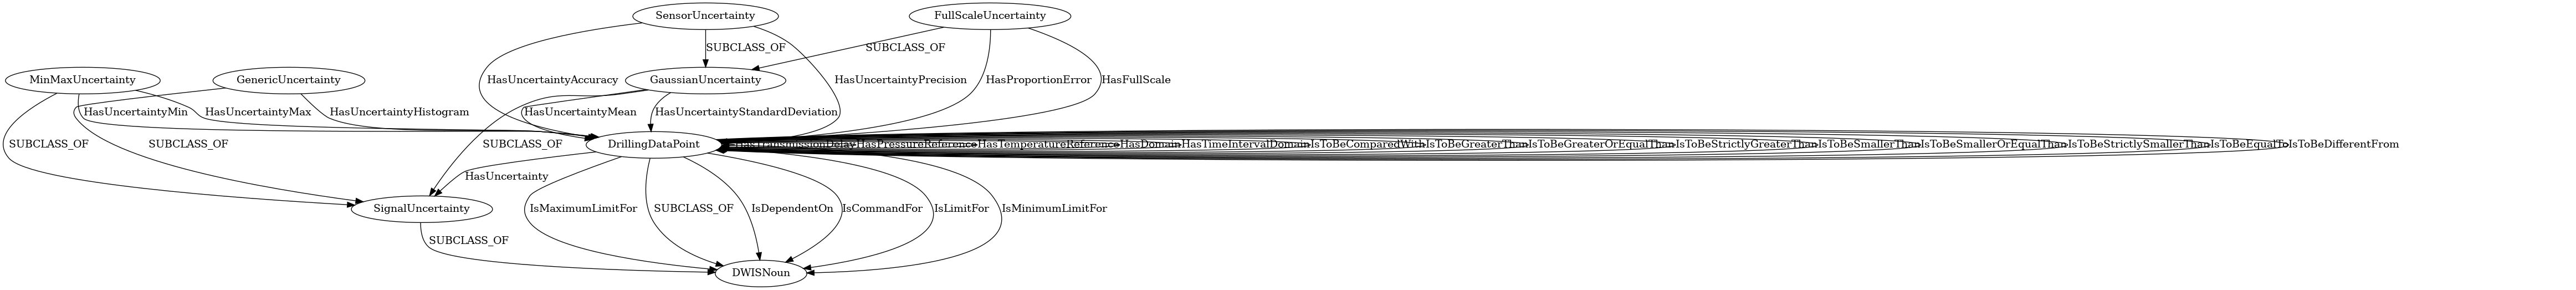 SensorUncertainty
FullScaleUncertainty
SUBCLASS_OF
SUBCLASS_OF
MinMaxUncertainty
GenericUncertainty
HasUncertaintyAccuracy
GaussianUncertainty
HasUncertaintyPrecision
HasProportionError
HasFullScale
HasUncertaintyMin
HasUncertaintyMax
HasUncertaintyHistogram
HasUncertaintyMean
HasUncertaintyStandardDeviation
SUBCLASS_OF
SUBCLASS_OF
SUBCLASS_OF
DrillingDataPoint
HasTransmissionDelay
HasPressureReference
HasTemperatureReference
HasDomain
HasTimeIntervalDomain
IsToBeComparedWith
IsToBeGreaterThan
IsToBeGreaterOrEqualThan
IsToBeStrictlyGreaterThan
IsToBeSmallerThan
IsToBeSmallerOrEqualThan
IsToBeStrictlySmallerThan
IsToBeEqualTo
IsToBeDifferentFrom
HasUncertainty
SignalUncertainty
IsMaximumLimitFor
SUBCLASS_OF
IsDependentOn
IsCommandFor
IsLimitFor
IsMinimumLimitFor
SUBCLASS_OF
DWISNoun